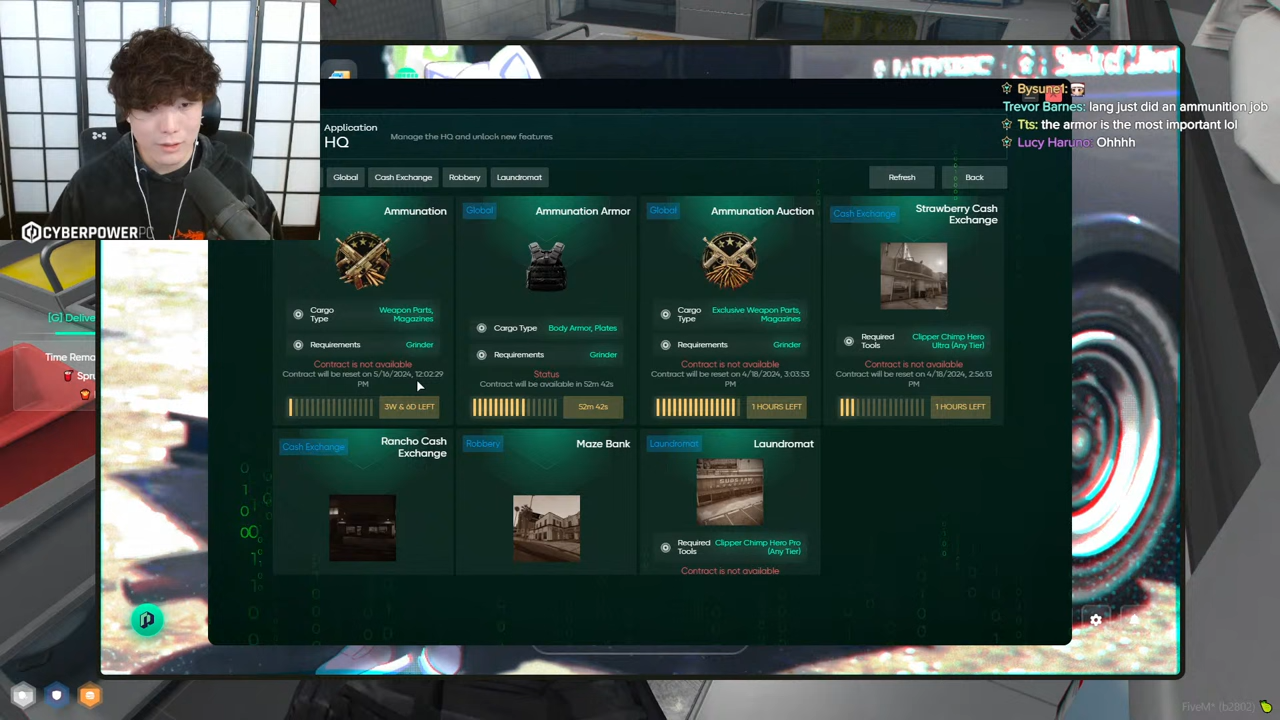 Bysune1:
Trevor Barnes: lang just did an ammunition job
Tts: the armor is the most important lol
Lucy Haruno: Ohhhh
CYBERPOWERPC
Application
HQ
Manage the HQ and unlock new features
Global
Cash Exchange
Robbery
Laundromat
Refresh
Back
Ammunation
Cargo
Type
Weapon Parts,
Magazines
Requirements
Grinder
Contract is not available
Contract will be reset on 5/16/2024, 12:02:29
PM
3W & 6D LEFT
Global
Ammunation Armor
Cargo Type
Body Armor, Plates
Requirements
Grinder
Status
Contract will be available in 52m 42s
52m 42s
Global
Ammunation Auction
Cargo
Type
Exclusive Weapon Parts,
Magazines
Requirements
Grinder
Contract is not available
Contract will be reset on 4/18/2024, 3:03:53
PM
1 HOURS LEFT
Cash Exchange
Strawberry Cash
Exchange
Required
Tools
Clipper Chimp Hero
Ultra (Any Tier)
Contract is not available
Contract will be reset on 4/18/2024, 2:56:13
PM
1 HOURS LEFT
Cash Exchange
Rancho Cash
Exchange
Robbery
Maze Bank
Laundromat
Laundromat
Required
Tools
Clipper Chimp Hero Pro
(Any Tier)
Contract is not available
[G] Delive
Time Rema
Spru
FiveM* (b2802)